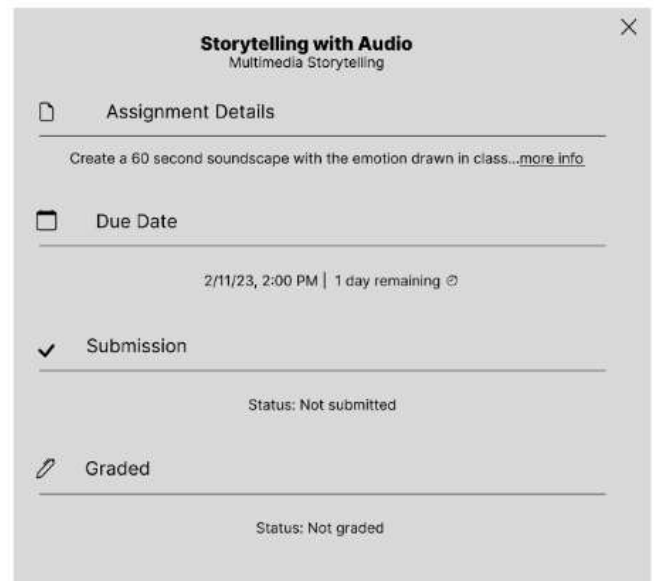 Storytelling with Audio
Multimedia Storytelling
Assignment Details
Create a 60 second soundscape with the emotion drawn in class...more info
Due Date
2/11/23, 2:00 PM | 1 day remaining
Submission
Status: Not submitted
Graded
Status: Not graded